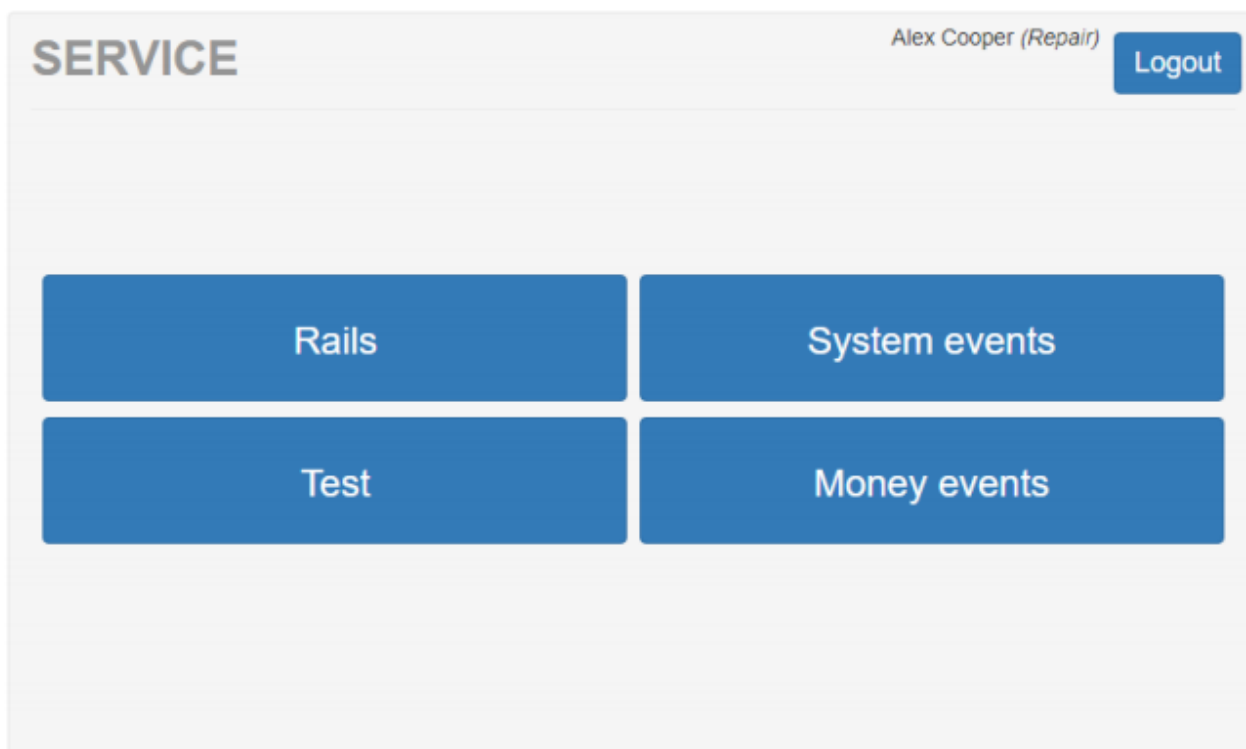 SERVICE
Alex Cooper (Repair)
Logout
Rails
System events
Test
Money events